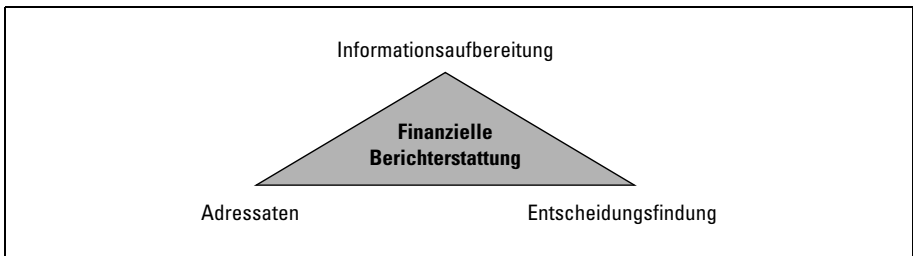 Informationsaufbereitung
Finanzielle
Berichterstattung
Adressaten
Entscheidungsfindung